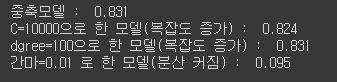 중축모델 :  0.831
C=10000으로 한 모델(복잡도 증가) :  0.824
dgree=100으로 한 모델(복잡도 증가) :  0.831
간마=0.01 로 한 모델(분산 커짐) :  0.095